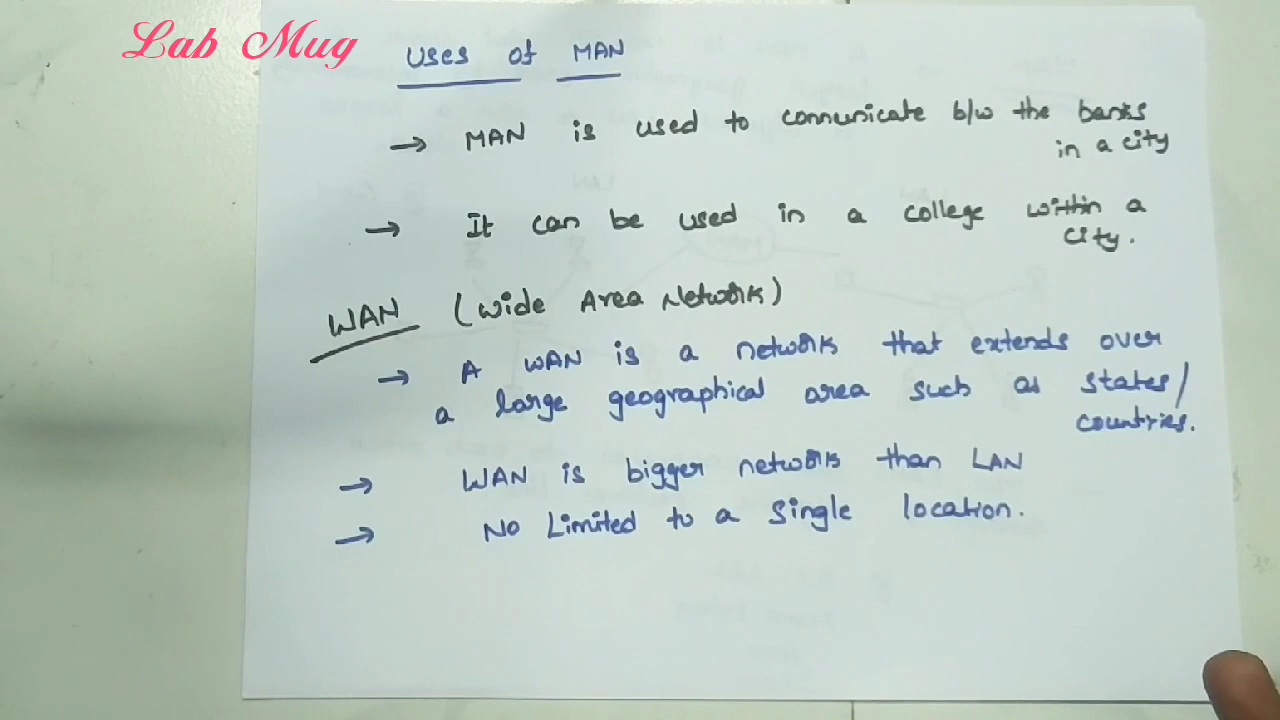 Lab Mug
Uses of MAN
→ MAN is used to communicate b/w the banks
in a city
→ It can be used in a college within a
city.
WAN (Wide Area Network)
→ A WAN is a network that extends over
a large geographical area such as states/
countries.
→ WAN is bigger network than LAN
→ No Limited to a single location.